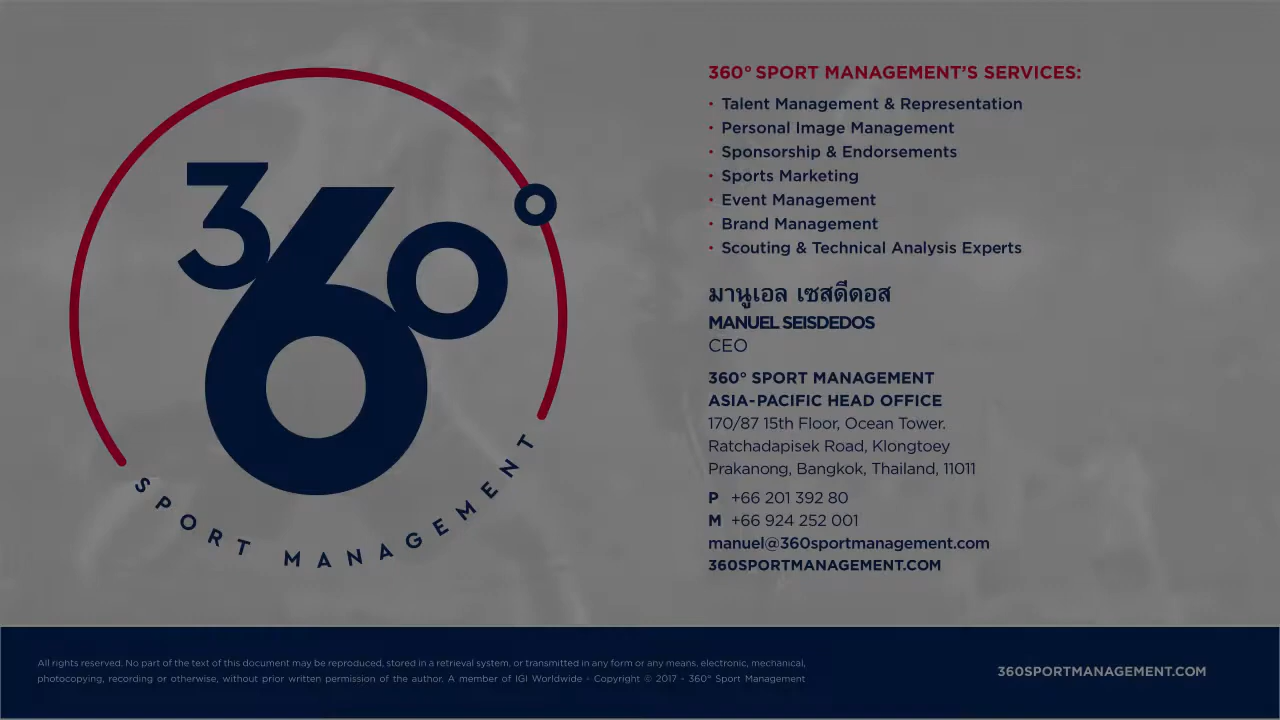 360°
SPORT MANAGEMENT
360° SPORT MANAGEMENT'S SERVICES:
• Talent Management & Representation
• Personal Image Management
• Sponsorship & Endorsements
• Sports Marketing
• Event Management
• Brand Management
• Scouting & Technical Analysis Experts
มานูเอล เซสดีดอส
MANUEL SEISDEDOS
CEO
360° SPORT MANAGEMENT
ASIA-PACIFIC HEAD OFFICE
170/87 15th Floor, Ocean Tower.
Ratchadapisek Road, Klongtoey
Prakanong, Bangkok, Thailand, 11011
P +66 201 392 80
M +66 924 252 001
manuel@360sportmanagement.com
360SPORTMANAGEMENT.COM
All rights reserved. No part of the text of this document may be reproduced, stored in a retrieval system, or transmitted in any form or any means, electronic, mechanical,
photocopying, recording or otherwise, without prior written permission of the author. A member of IGI Worldwide - Copyright © 2017 - 360° Sport Management
360SPORTMANAGEMENT.COM